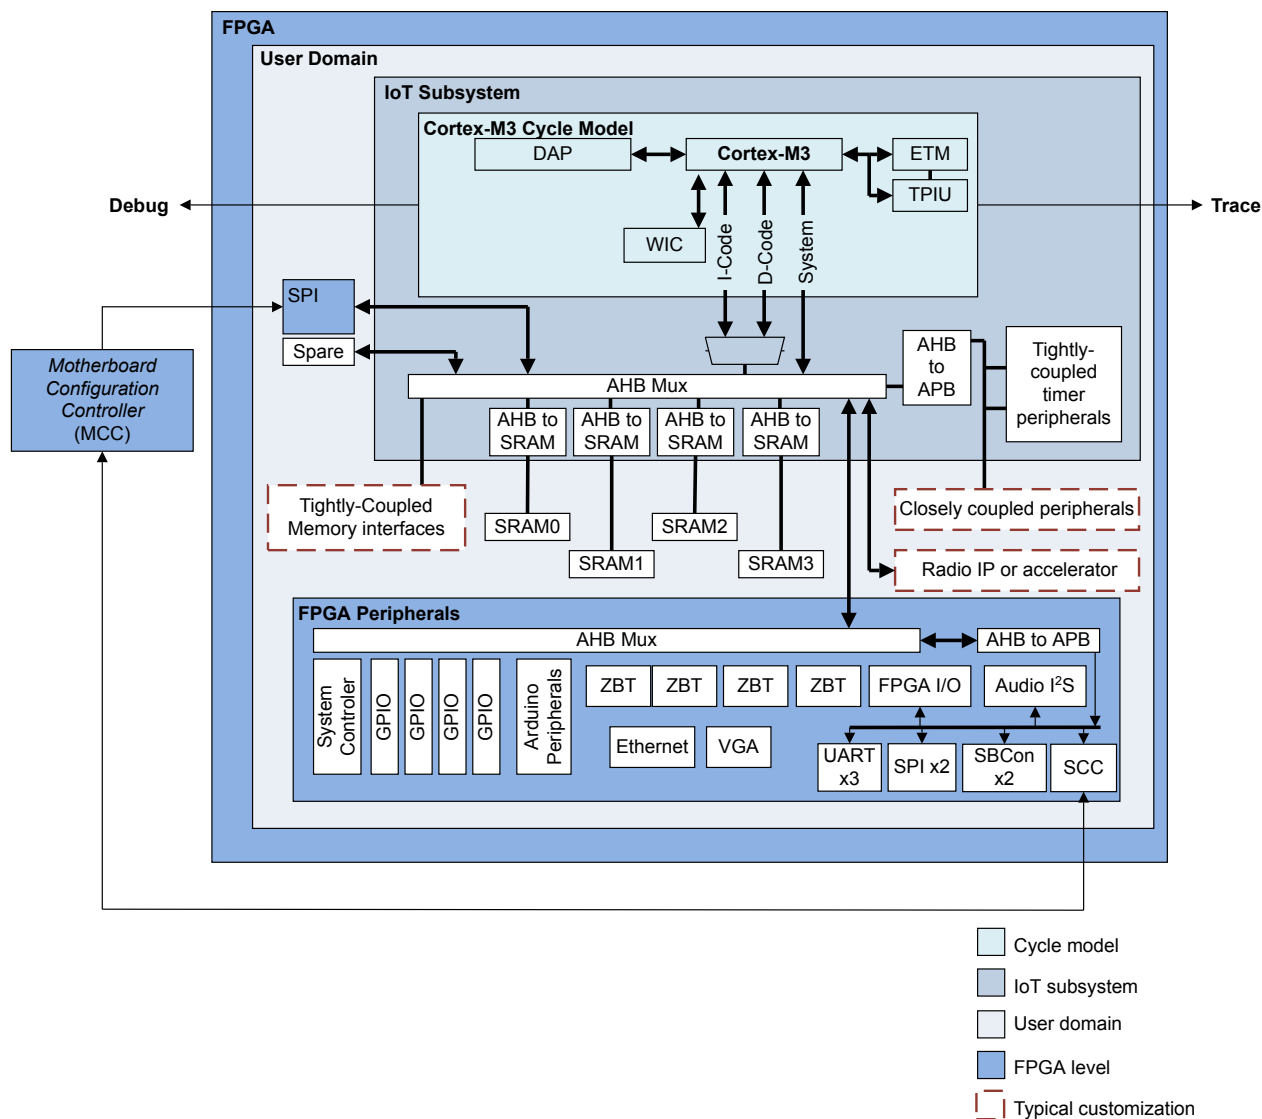 FPGA
User Domain
IoT Subsystem
Cortex-M3 Cycle Model
DAP
Cortex-M3
ETM
TPIU
WIC
I-Code
D-Code
System
Debug
Trace
SPI
Spare
Motherboard
Configuration
Controller
(MCC)
AHB Mux
AHB
to
APB
Tightly-
coupled
timer
peripherals
AHB to
SRAM
AHB to
SRAM
AHB to
SRAM
AHB to
SRAM
Tightly-Coupled
Memory interfaces
SRAM0
SRAM1
SRAM2
SRAM3
Closely coupled peripherals
Radio IP or accelerator
FPGA Peripherals
AHB Mux
AHB to APB
System
Controler
GPIO
GPIO
GPIO
GPIO
Arduino
Peripherals
ZBT
ZBT
ZBT
ZBT
FPGA I/O
Audio I²S
Ethernet
VGA
UART
x3
SPI x2
SBCon
x2
SCC
Cycle model
IoT subsystem
User domain
FPGA level
Typical customization